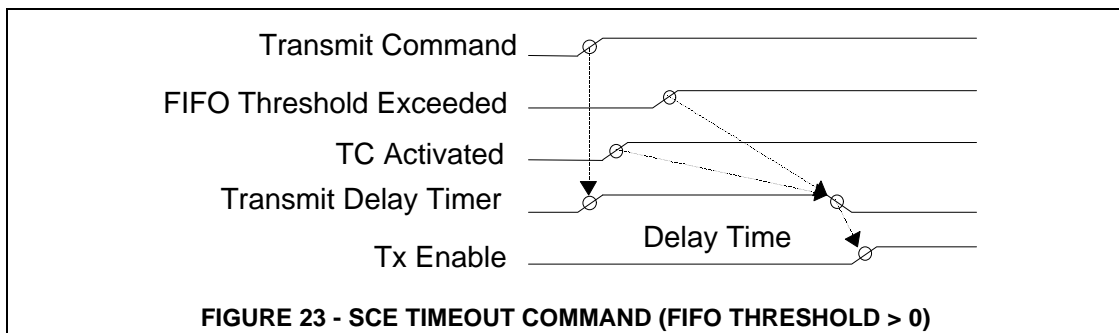 Transmit Command
FIFO Threshold Exceeded
TC Activated
Transmit Delay Timer
Delay Time
Tx Enable
FIGURE 23 - SCE TIMEOUT COMMAND (FIFO THRESHOLD > 0)